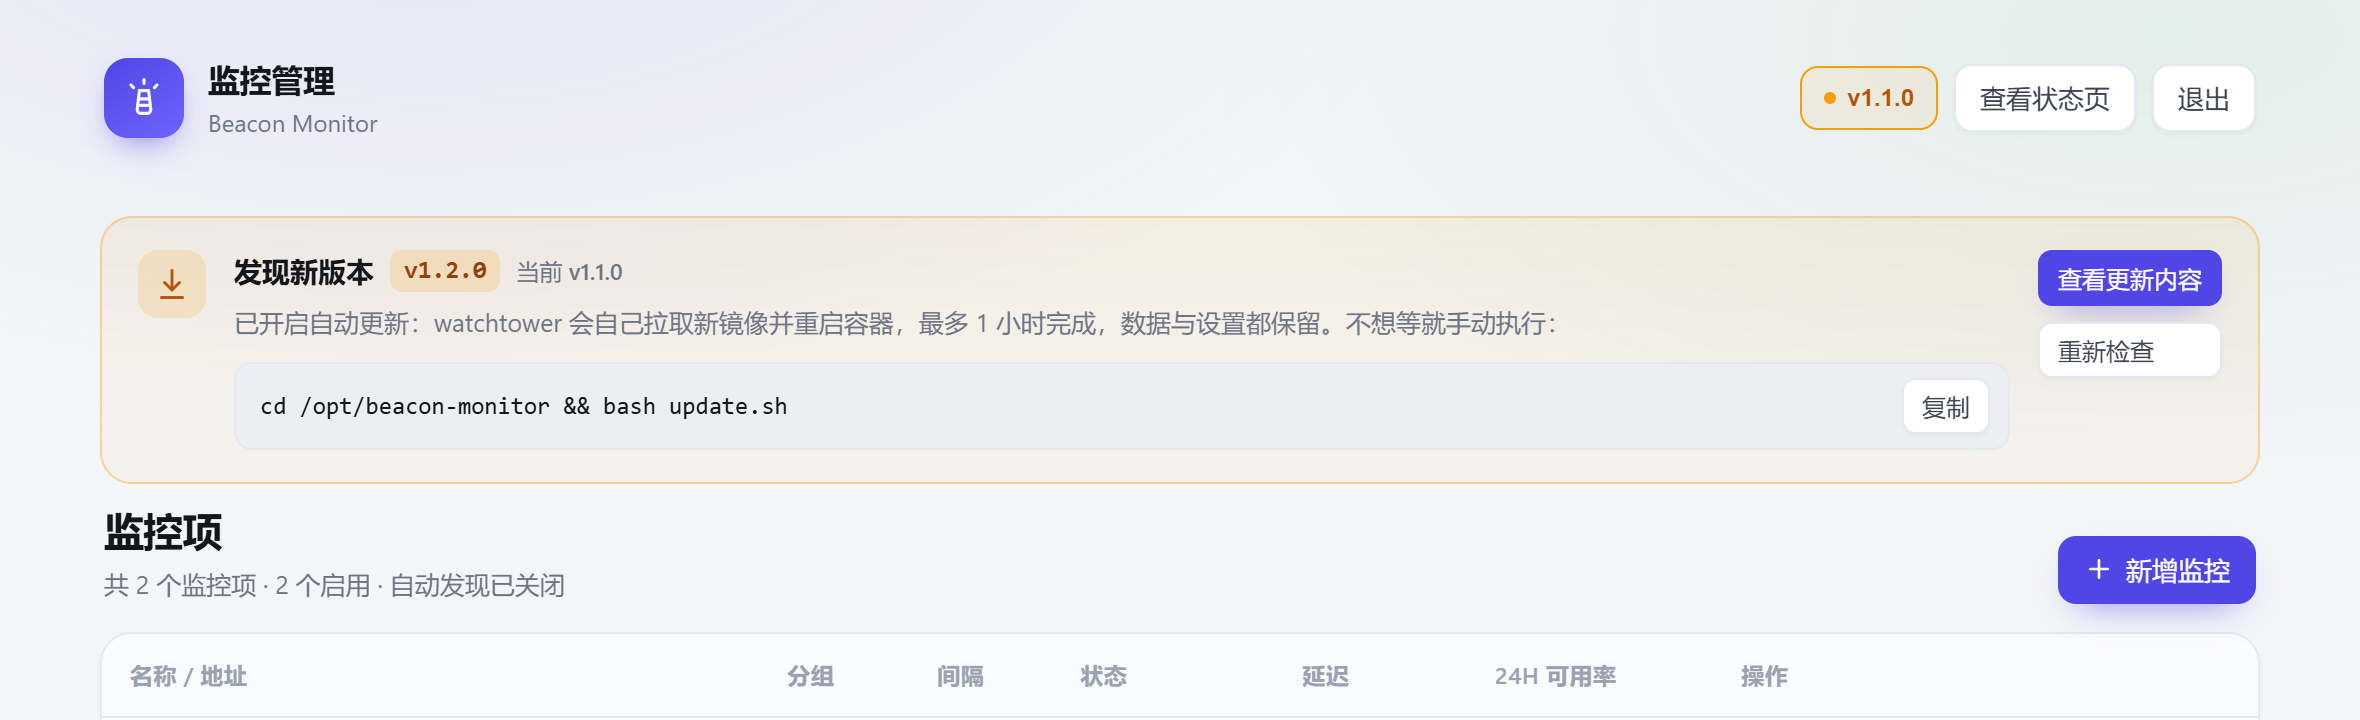 监控管理
Beacon Monitor
v1.1.0
查看状态页
退出
发现新版本 v1.2.0 当前 v1.1.0
已开启自动更新：watchtower 会自己拉取新镜像并重启容器，最多 1 小时完成，数据与设置都保留。不想等就手动执行：
cd /opt/beacon-monitor && bash update.sh
复制
查看更新内容
重新检查
监控项
共 2 个监控项 · 2 个启用 · 自动发现已关闭
新增监控
名称 / 地址 分组 间隔 状态 延迟 24H 可用率 操作